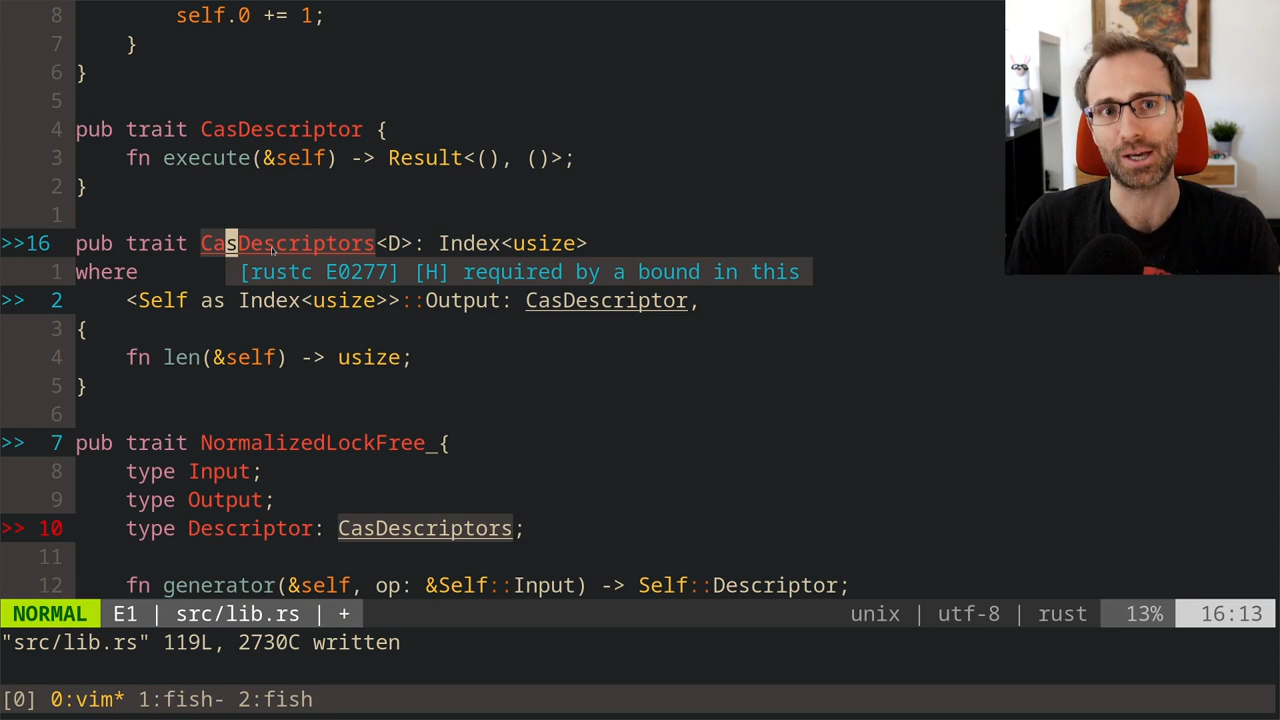 8 self.0 += 1;
7 }
6 }
5
4 pub trait CasDescriptor {
3 fn execute(&self) -> Result<(), ()>;
2 }
1
>>16 pub trait CasDescriptors<D>: Index<usize>
1 where [rustc E0277] [H] required by a bound in this
>> 2 <Self as Index<usize>>::Output: CasDescriptor,
3 {
4 fn len(&self) -> usize;
5 }
6
>> 7 pub trait NormalizedLockFree_{
8 type Input;
9 type Output;
>> 10 type Descriptor: CasDescriptors;
11
12 fn generator(&self, op: &Self::Input) -> Self::Descriptor;
NORMAL E1 | src/lib.rs | + unix | utf-8 | rust 13% 16:13
"src/lib.rs" 119L, 2730C written
[0] 0:vim* 1:fish- 2:fish